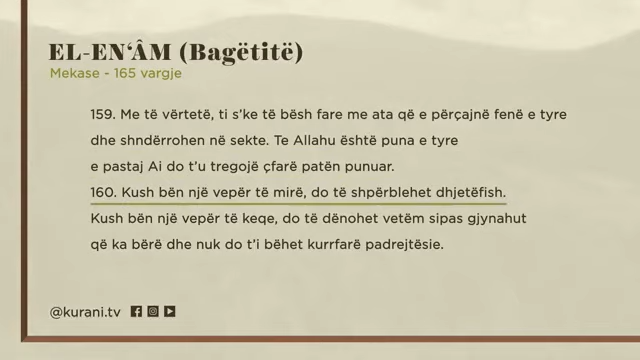 EL-EN‘ÂM (Bagëtitë)
Mekase - 165 vargje
159. Me të vërtetë, ti s’ke të bësh fare me ata që e përçajnë fenë e tyre
dhe shndërrohen në sekte. Te Allahu është puna e tyre
e pastaj Ai do t’u tregojë çfarë patën punuar.
160. Kush bën një vepër të mirë, do të shpërblehet dhjetëfish.
Kush bën një vepër të keqe, do të dënohet vetëm sipas gjynahut
që ka bërë dhe nuk do t’i bëhet kurrfarë padrejtësie.
@kurani.tv